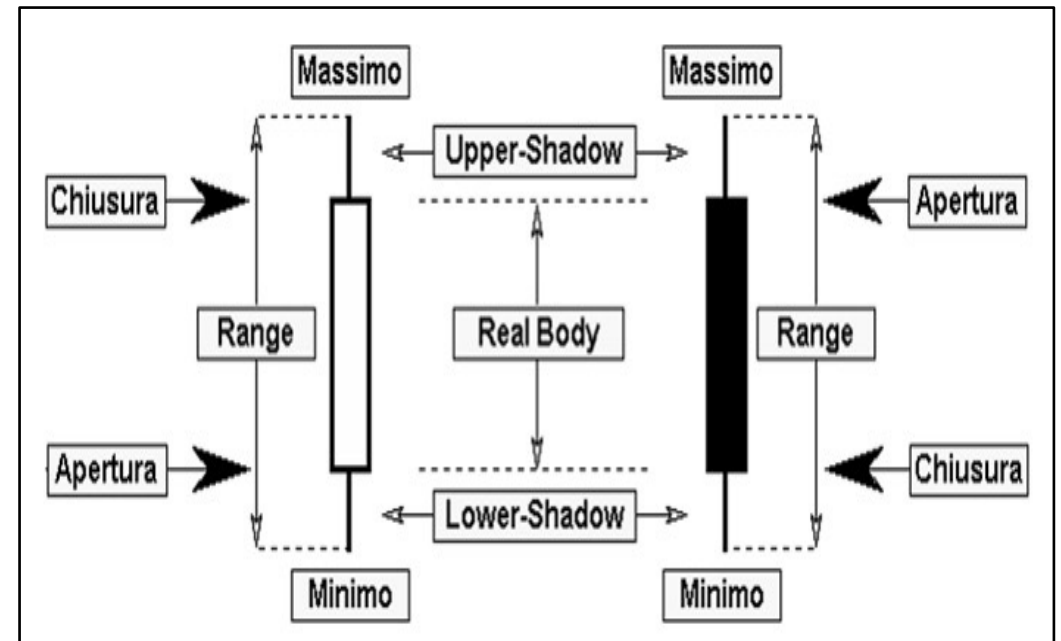 Massimo
Massimo
Upper-Shadow
Chiusura
Apertura
Range
Real Body
Range
Apertura
Chiusura
Lower-Shadow
Minimo
Minimo